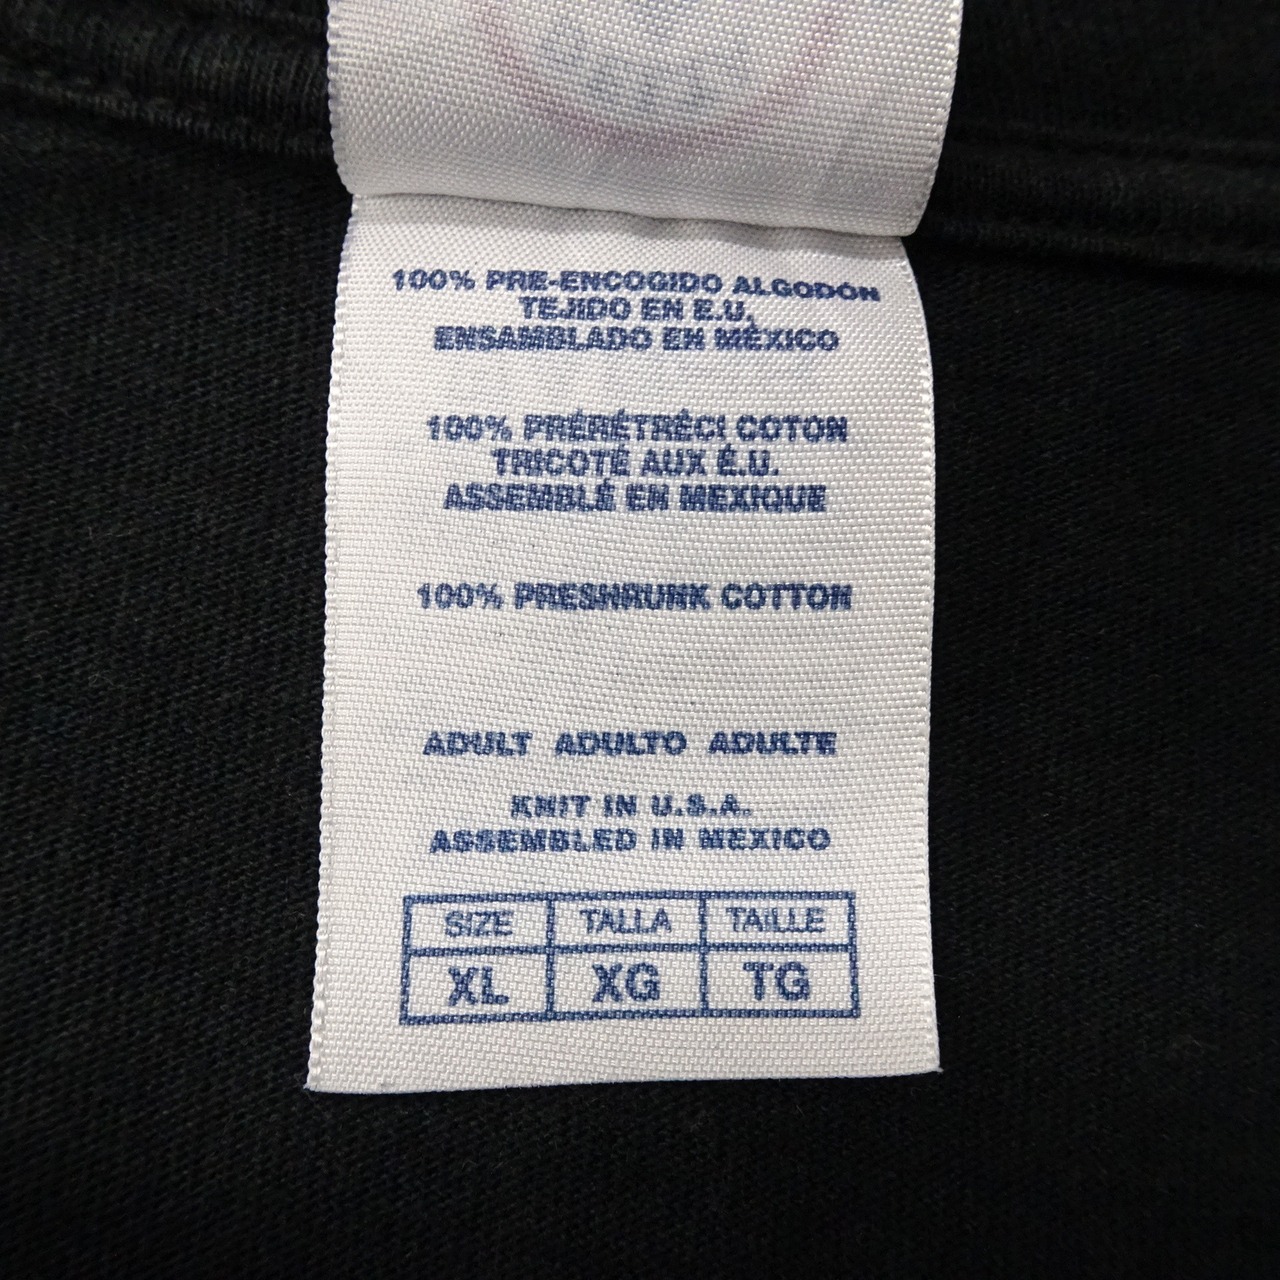 100% PRE-ENCOGIDO ALGODÓN
TEJIDO EN E.U.
ENSAMBLADO EN MÉXICO
100% PRÉRÉTRÉCI COTON
TRICOTÉ AUX É.U.
ASSEMBLÉ EN MEXIQUE
100% PRESHRUNK COTTON
ADULT ADULTO ADULTE
KNIT IN U.S.A.
ASSEMBLED IN MEXICO
SIZE TALLA TAILLE
XL XG TG